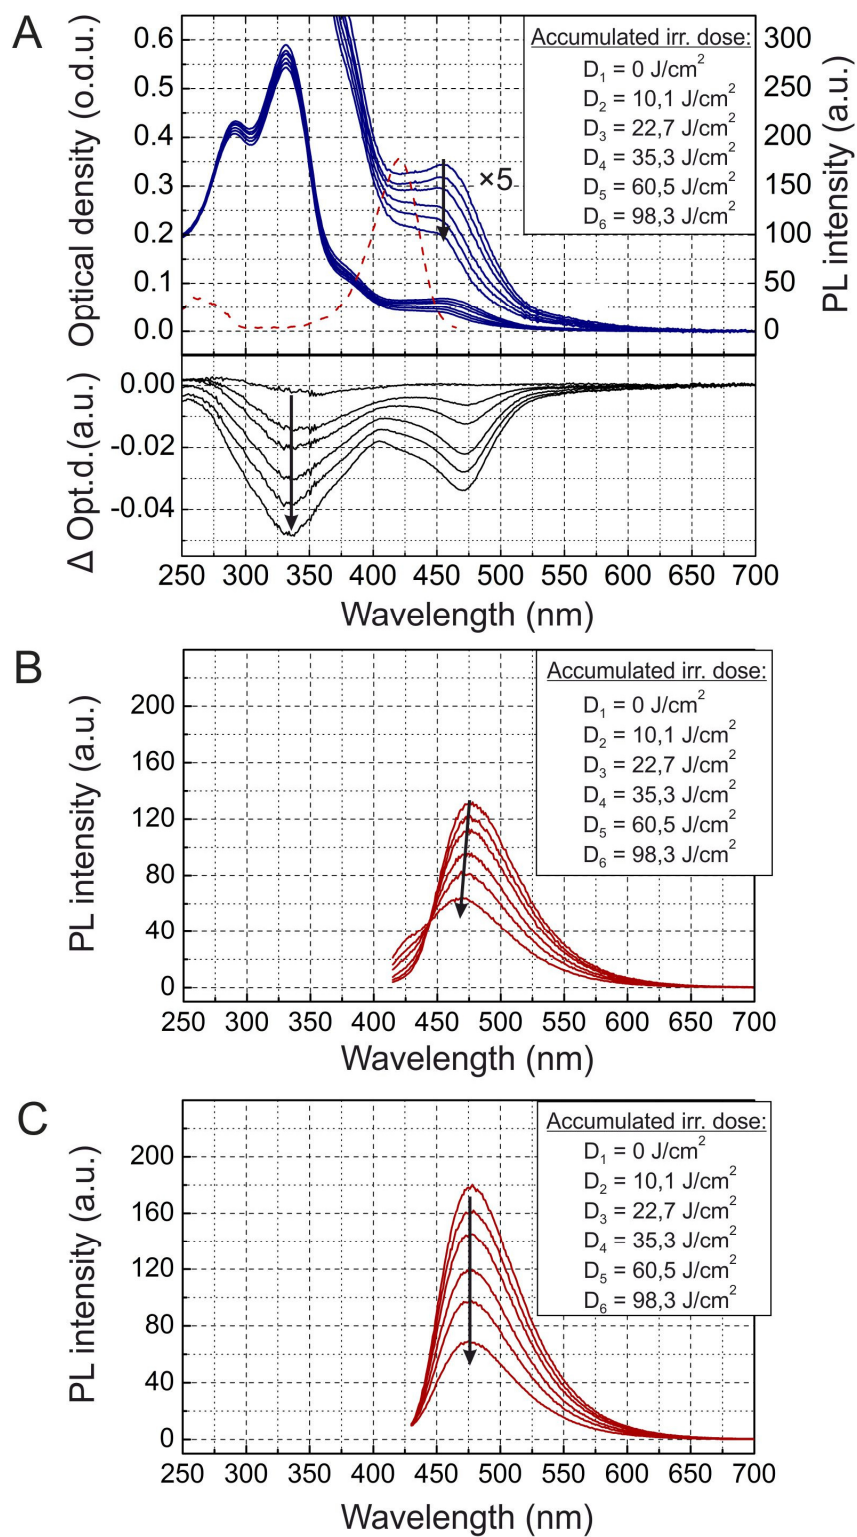 A
Optical density (o.d.u.)
0.6
0.5
0.4
0.3
0.2
0.1
0.0
×5
Accumulated irr. dose:
D1 = 0 J/cm2
D2 = 10,1 J/cm2
D3 = 22,7 J/cm2
D4 = 35,3 J/cm2
D5 = 60,5 J/cm2
D6 = 98,3 J/cm2
300
250
200
150
100
50
0
PL intensity (a.u.)
Δ Opt.d.(a.u.)
0.00
-0.02
-0.04
250 300 350 400 450 500 550 600 650 700
Wavelength (nm)
B
PL intensity (a.u.)
200
160
120
80
40
0
Accumulated irr. dose:
D1 = 0 J/cm2
D2 = 10,1 J/cm2
D3 = 22,7 J/cm2
D4 = 35,3 J/cm2
D5 = 60,5 J/cm2
D6 = 98,3 J/cm2
250 300 350 400 450 500 550 600 650 700
Wavelength (nm)
C
PL intensity (a.u.)
200
160
120
80
40
0
Accumulated irr. dose:
D1 = 0 J/cm2
D2 = 10,1 J/cm2
D3 = 22,7 J/cm2
D4 = 35,3 J/cm2
D5 = 60,5 J/cm2
D6 = 98,3 J/cm2
250 300 350 400 450 500 550 600 650 700
Wavelength (nm)